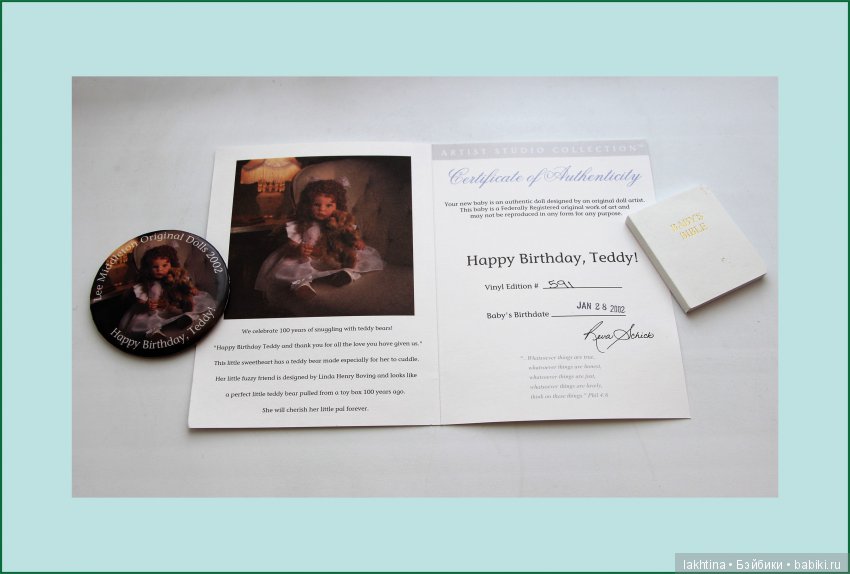 Lee Middleton Original Dolls 2002
Happy Birthday, Teddy!
We celebrate 100 years of snuggling with teddy bears!
"Happy Birthday Teddy and thank you for all the love you have given us."
This little sweetheart has a teddy bear made especially for her to cuddle.
Her little fuzzy friend is designed by Linda Henry Boving and looks
like a perfect little teddy bear pulled from a toy box 100 years ago.
She will cherish her little pal forever.
ARTIST STUDIO COLLECTION
Certificate of Authenticity
Your new baby is an authentic doll designed by an original doll artist.
This baby is a Federally Registered original work of art and
may not be reproduced in any form for any purpose.
Happy Birthday, Teddy!
Vinyl Edition # 591
Baby's Birthdate JAN 28 2002
Reva Schick
"Whatsoever things are true,
whatsoever things are honest,
whatsoever things are just,
whatsoever things are lovely,
think on these things." Phil 4:8
BABY'S
BIBLE
lakhtina • Бэйбики • babiki.ru